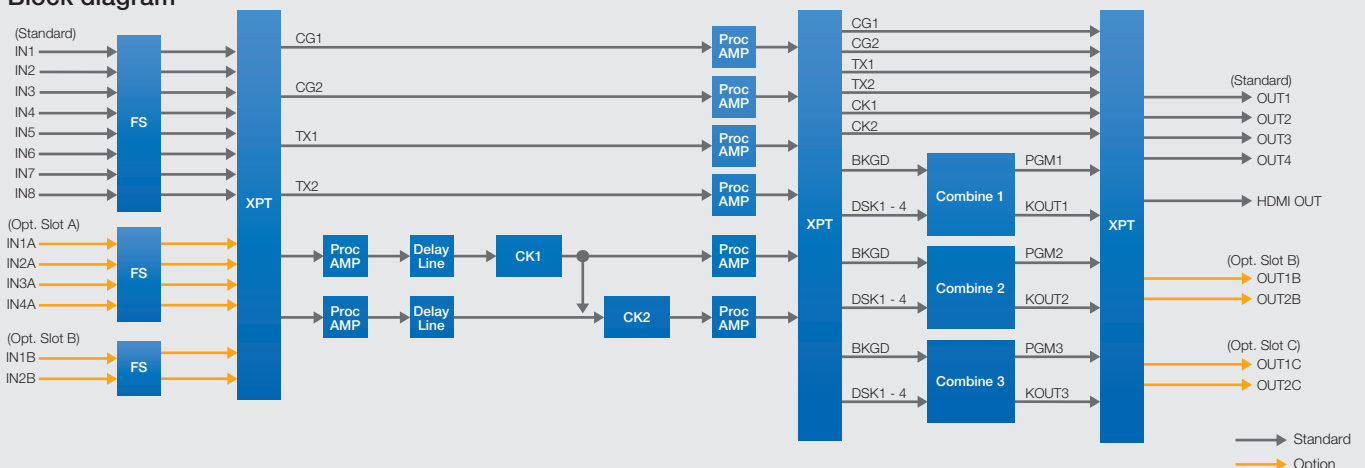 Block diagram
(Standard)
IN1
IN2
IN3
IN4
IN5
IN6
IN7
IN8
FS
(Opt. Slot A)
IN1A
IN2A
IN3A
IN4A
FS
(Opt. Slot B)
IN1B
IN2B
FS
XPT
CG1
CG2
TX1
TX2
Proc
AMP
Proc
AMP
Proc
AMP
Proc
AMP
Proc
AMP
Delay
Line
CK1
Proc
AMP
Proc
AMP
Delay
Line
CK2
Proc
AMP
XPT
CG1
CG2
TX1
TX2
CK1
CK2
BKGD
DSK1 - 4
Combine 1
PGM1
KOUT1
BKGD
DSK1 - 4
Combine 2
PGM2
KOUT2
BKGD
DSK1 - 4
Combine 3
PGM3
KOUT3
XPT
(Standard)
OUT1
OUT2
OUT3
OUT4
HDMI OUT
(Opt. Slot B)
OUT1B
OUT2B
(Opt. Slot C)
OUT1C
OUT2C
Standard
Option